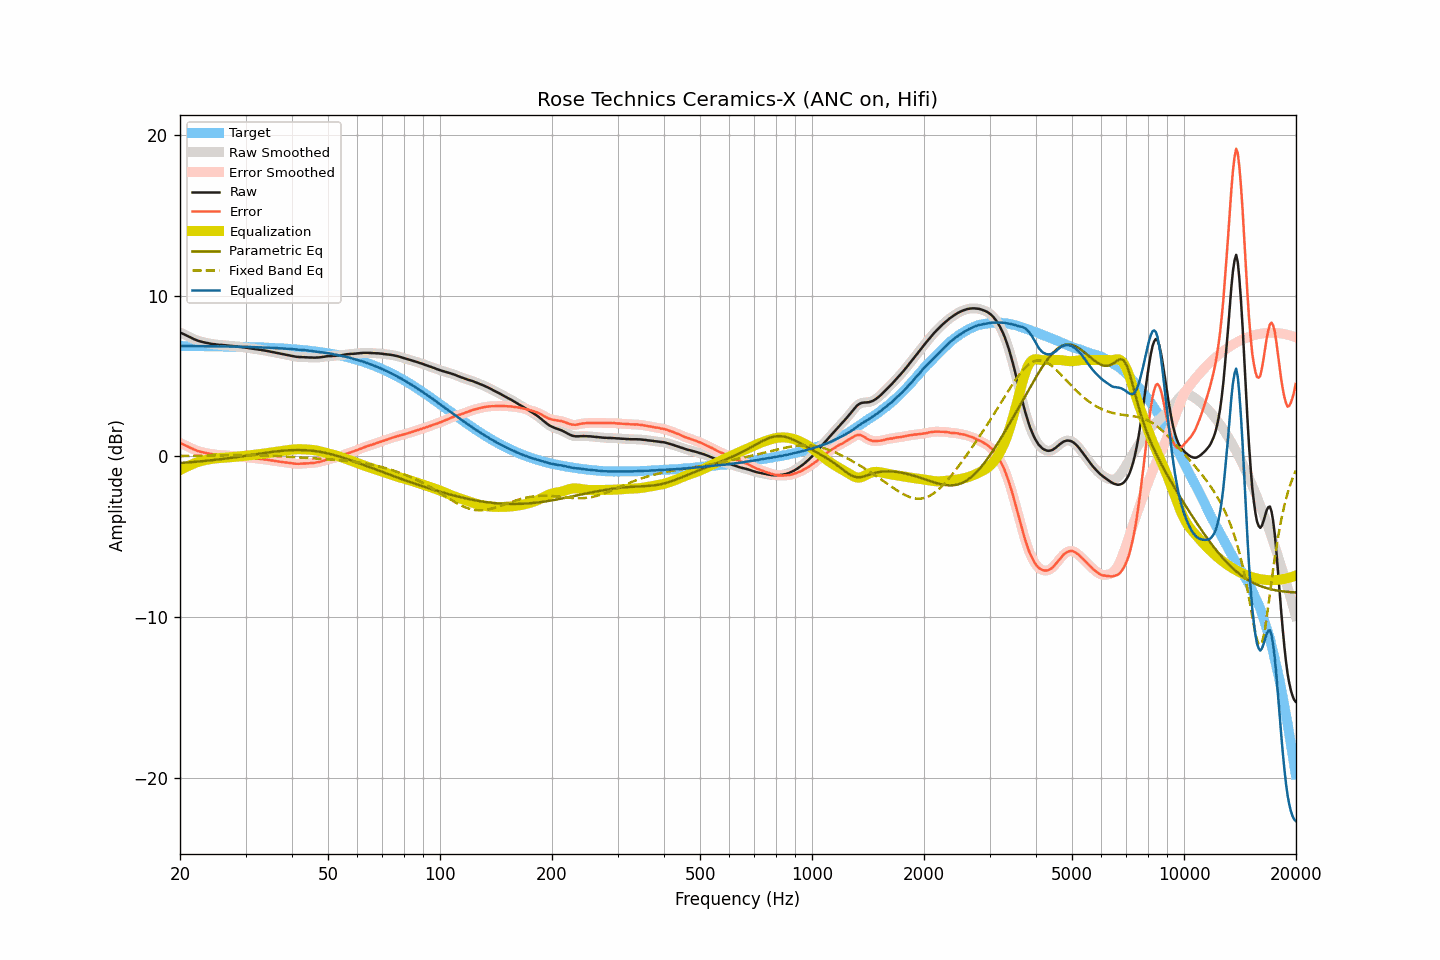 Rose Technics Ceramics-X (ANC on, Hifi)
Target
Raw Smoothed
Error Smoothed
Raw
Error
Equalization
Parametric Eq
Fixed Band Eq
Equalized
20
10
0
−10
−20
Amplitude (dBr)
20 50 100 200 500 1000 2000 5000 10000 20000
Frequency (Hz)